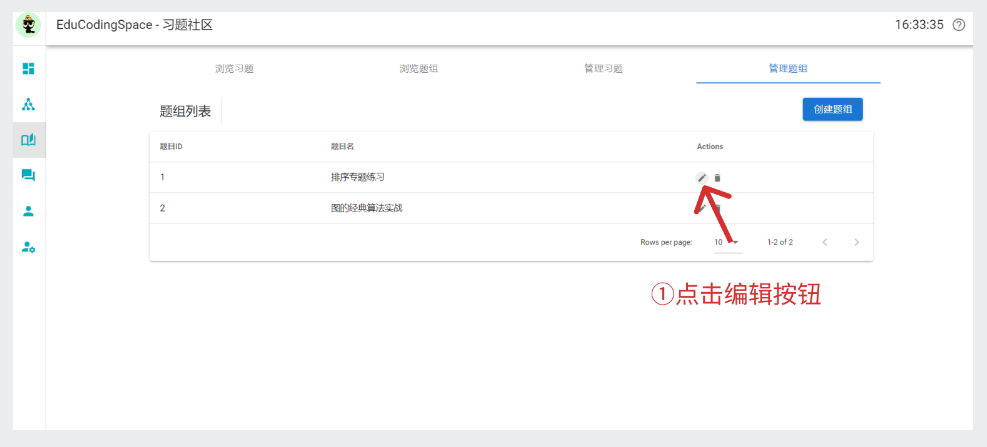 EduCodingSpace - 习题社区
16:33:35
浏览习题
浏览题组
管理习题
管理题组
题组列表
创建题组
题目ID
题目名
Actions
1
排序专题练习
2
图的经典算法实战
Rows per page:
10
1-2 of 2
①点击编辑按钮